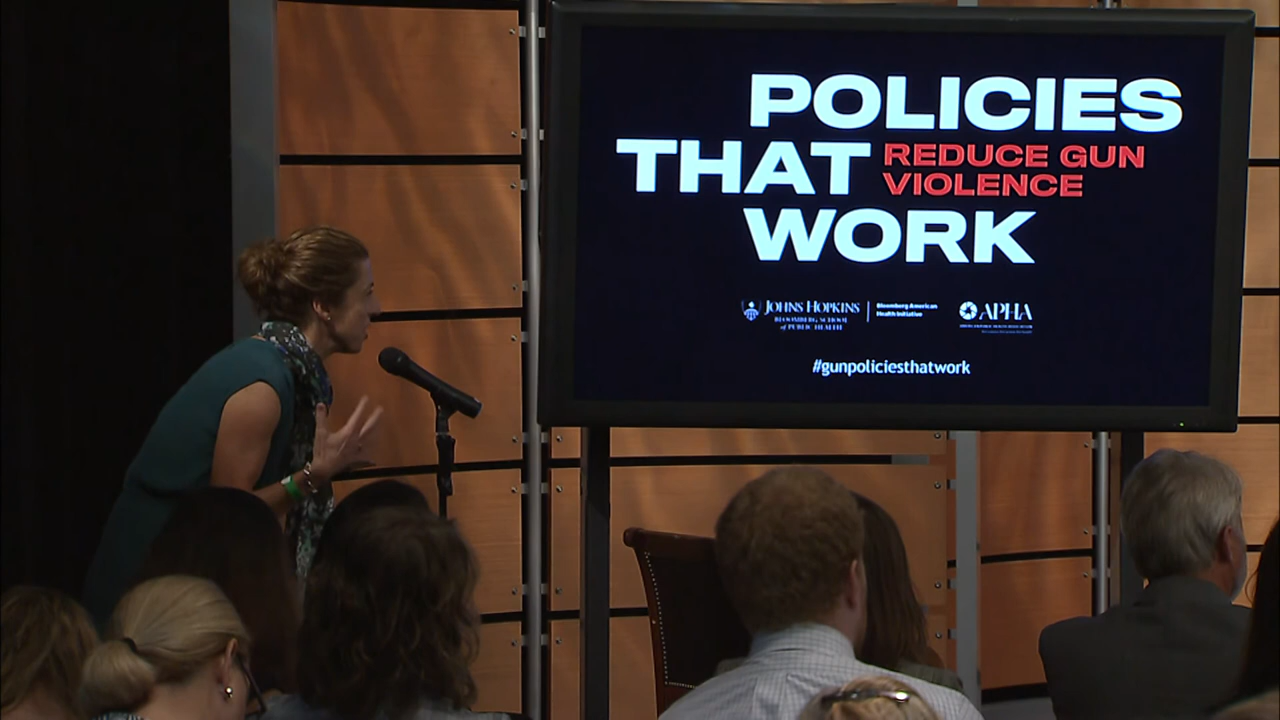 POLICIES
THAT REDUCE GUN
VIOLENCE
WORK
JOHNS HOPKINS
BLOOMBERG SCHOOL
of PUBLIC HEALTH
Bloomberg American
Health Initiative
APHA
#gunpoliciesthatwork